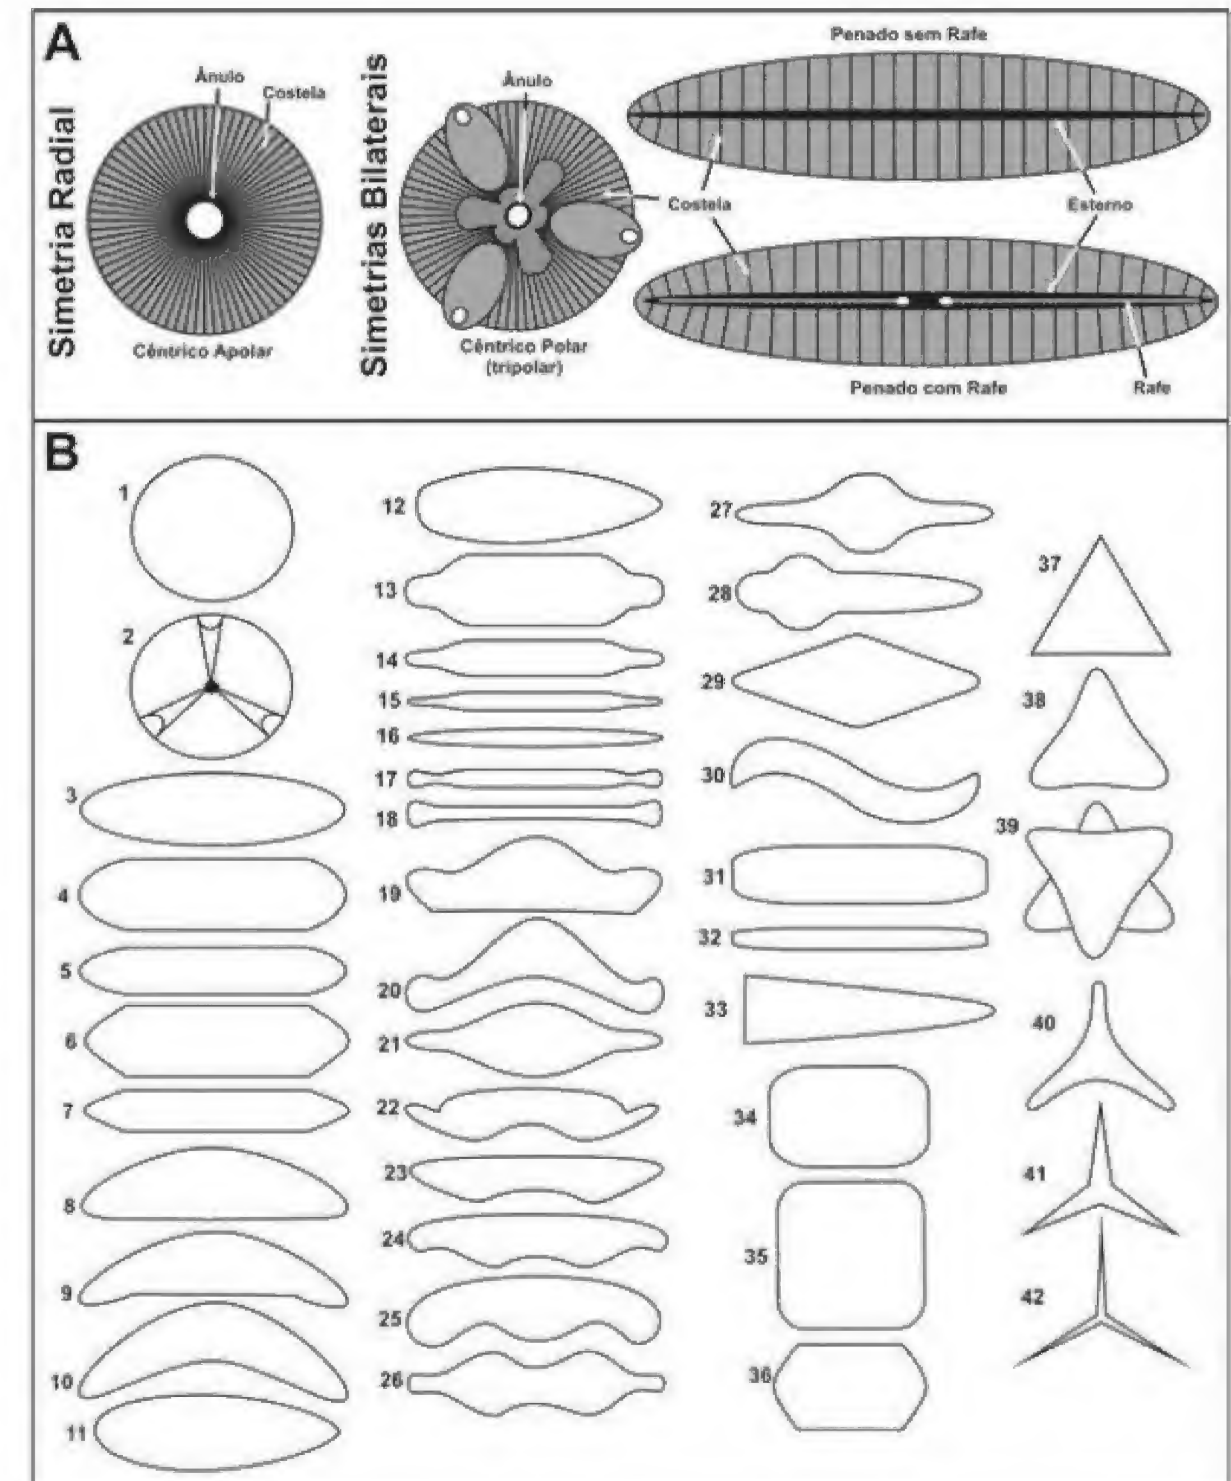 A
Simetria Radial
Ânulo
Costela
Cêntrico Apolar
Simetrias Bilaterais
Ânulo
Cêntrico Polar
(tripolar)
Penado sem Rafe
Costela
Esterno
Penado com Rafe
Rafe
B
1
2
3
4
5
6
7
8
9
10
11
12
13
14
15
16
17
18
19
20
21
22
23
24
25
26
27
28
29
30
31
32
33
34
35
36
37
38
39
40
41
42